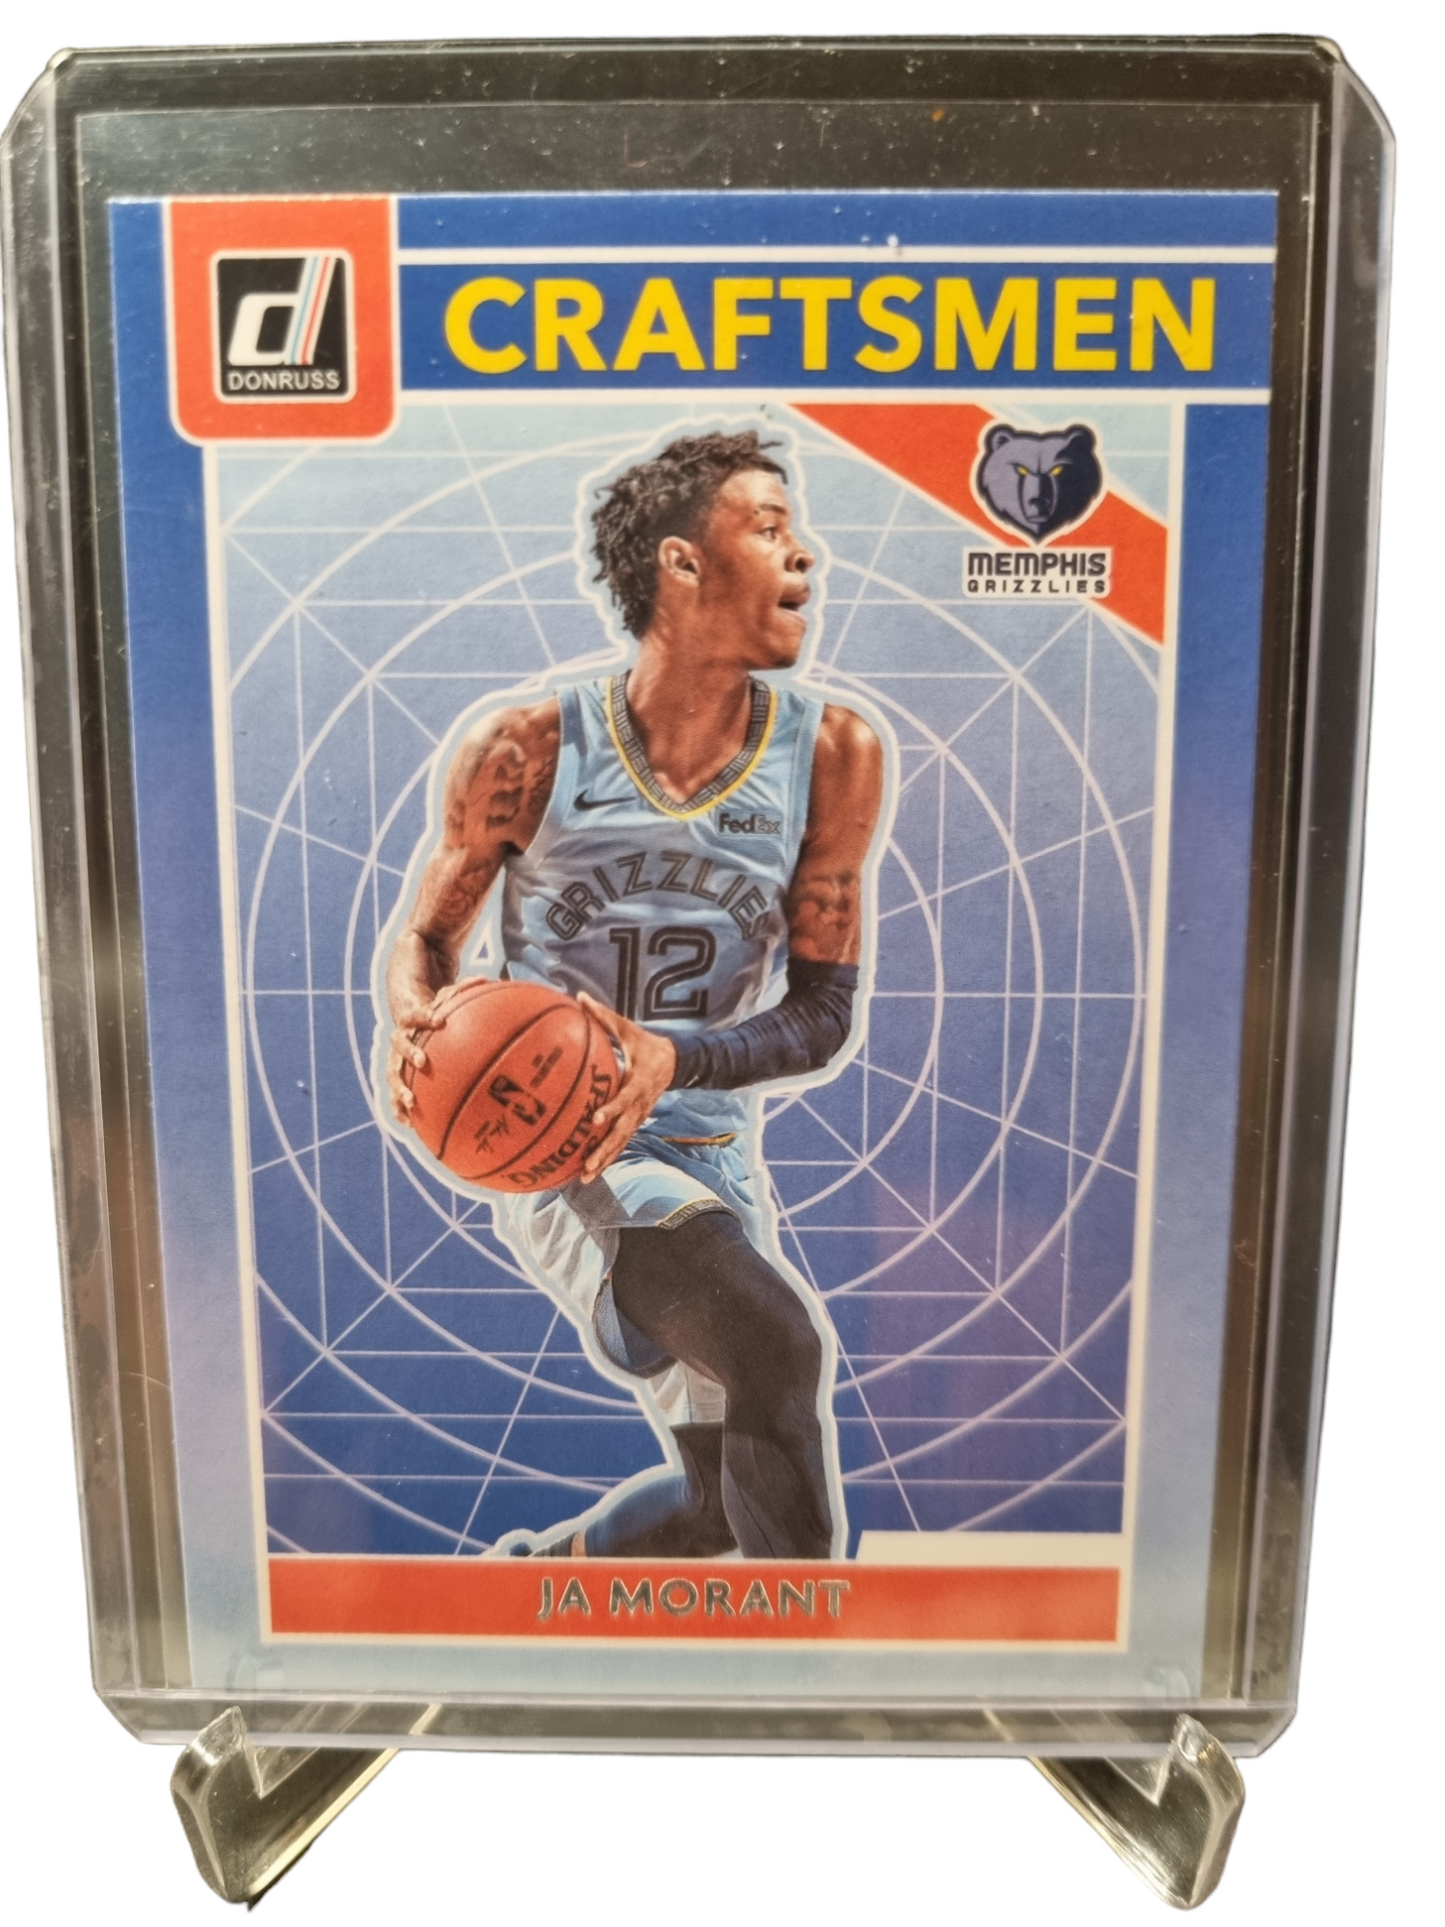 CRAFTSMEN
d
DONRUSS
MEMPHIS
GRIZZLIES
FedEx
GRIZZLIES
12
SPALDING
JA MORANT